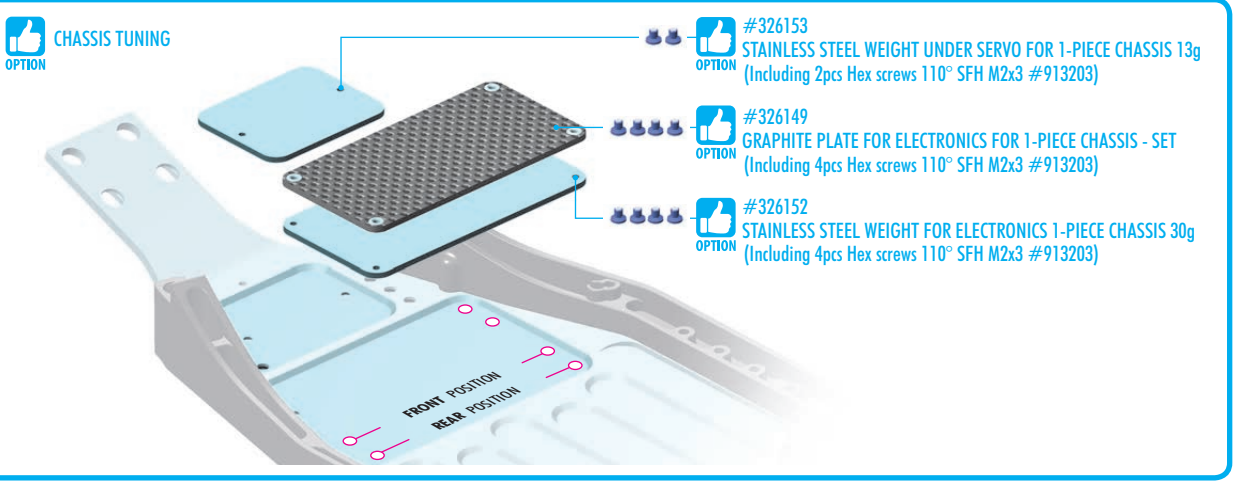 OPTION
CHASSIS TUNING
OPTION
#326153
STAINLESS STEEL WEIGHT UNDER SERVO FOR 1-PIECE CHASSIS 13g
(Including 2pcs Hex screws 110° SFH M2x3 #913203)
OPTION
#326149
GRAPHITE PLATE FOR ELECTRONICS FOR 1-PIECE CHASSIS - SET
(Including 4pcs Hex screws 110° SFH M2x3 #913203)
OPTION
#326152
STAINLESS STEEL WEIGHT FOR ELECTRONICS 1-PIECE CHASSIS 30g
(Including 4pcs Hex screws 110° SFH M2x3 #913203)
FRONT POSITION
REAR POSITION